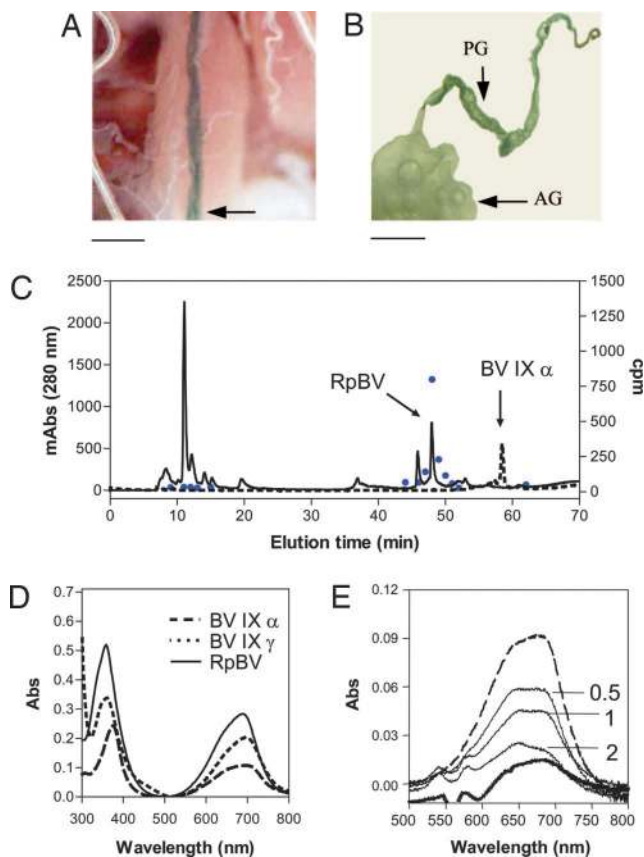 A
B
PG
AG
C
2500
2000
1500
1000
500
0
mAbs (280 nm)
RpBV
BV IX α
1500
1250
1000
750
500
250
0
cpm
0 10 20 30 40 50 60 70
Elution time (min)
D
0.7
0.6
0.5
0.4
0.3
0.2
0.1
0.0
Abs
BV IX α
BV IX γ
RpBV
300 400 500 600 700 800
Wavelength (nm)
E
0.12
0.09
0.06
0.03
0.00
Abs
0.5
1
2
500 550 600 650 700 750 800
Wavelength (nm)